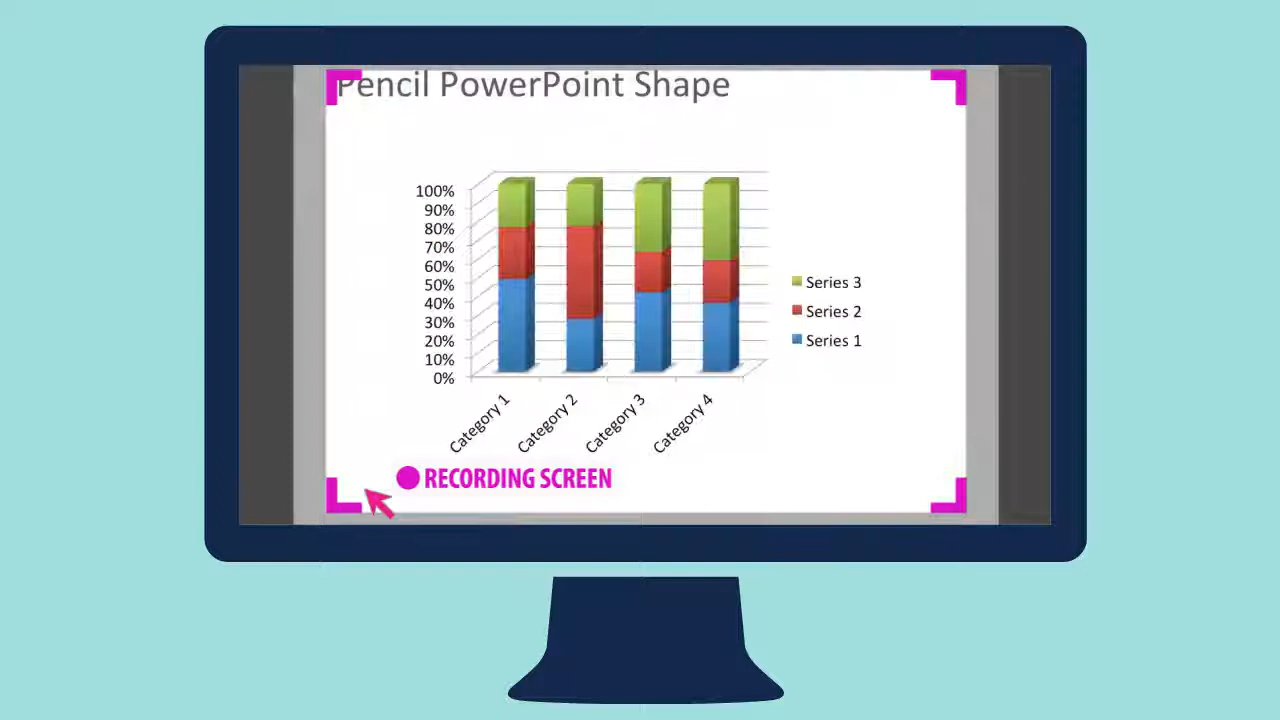 Pencil PowerPoint Shape
100%
90%
80%
70%
60%
50%
40%
30%
20%
10%
0%
Series 3
Series 2
Series 1
Category 1
Category 2
Category 3
Category 4
RECORDING SCREEN